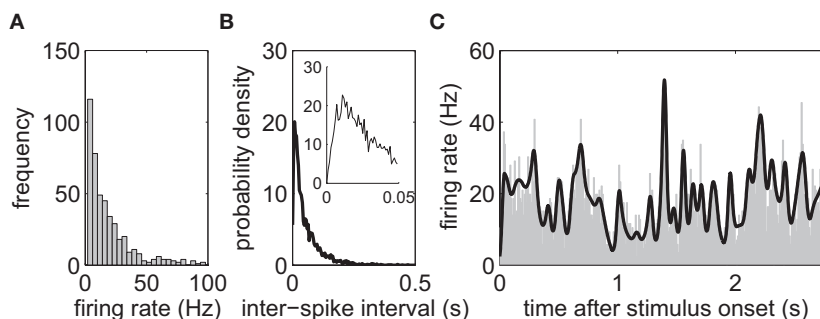 A
B
C
150
100
50
0
0
50
100
frequency
firing rate (Hz)
30
20
10
0
0
0.5
probability density
inter−spike interval (s)
30
20
10
0
0
0.05
60
40
20
0
0
1
2
firing rate (Hz)
time after stimulus onset (s)